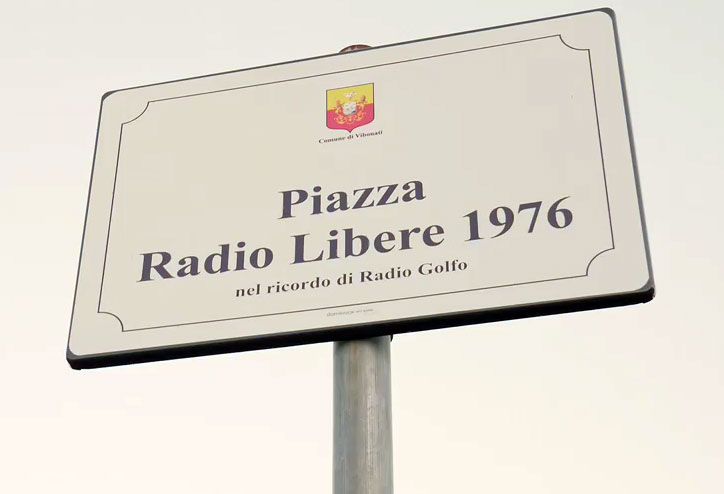 Comune di Vibonati
Piazza
Radio Libere 1976
nel ricordo di Radio Golfo